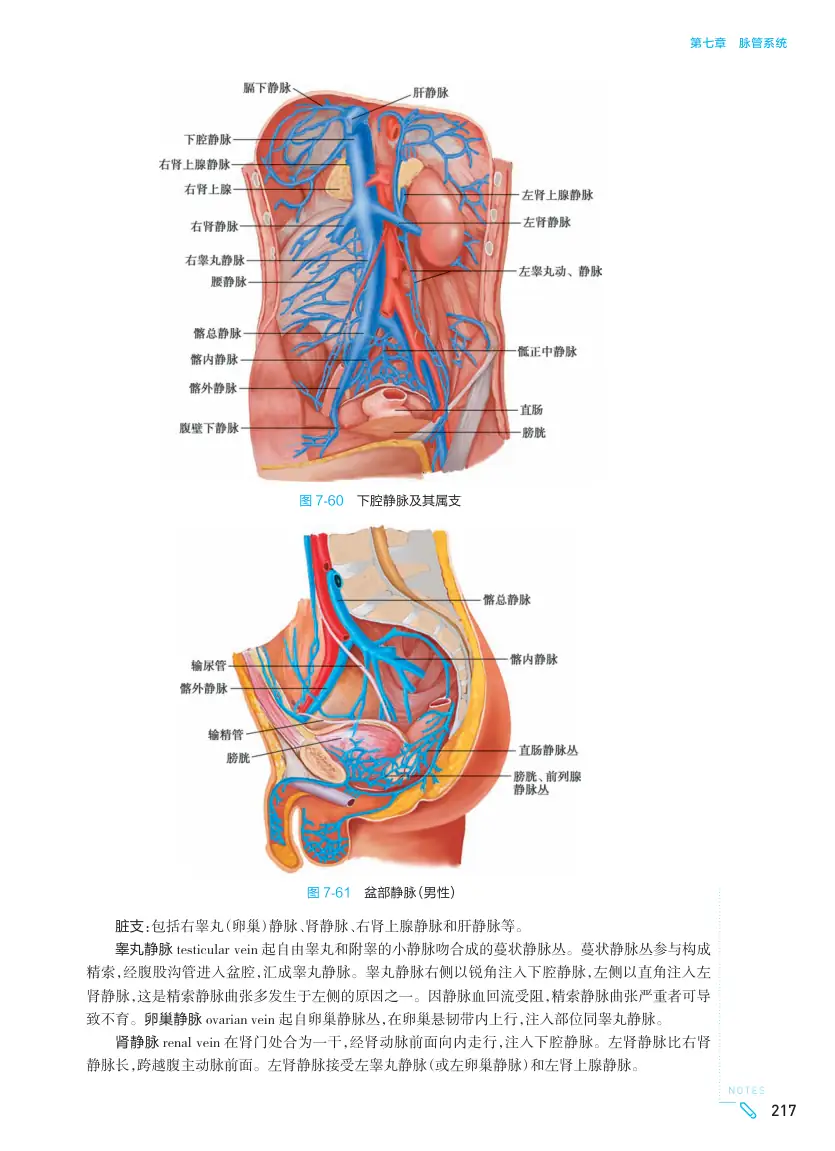 第七章 脉管系统
膈下静脉
肝静脉
下腔静脉
右肾上腺静脉
右肾上腺
左肾上腺静脉
右肾静脉
左肾静脉
右睾丸静脉
左睾丸动、静脉
腰静脉
髂总静脉
骶正中静脉
髂内静脉
髂外静脉
直肠
腹壁下静脉
膀胱
图 7-60 下腔静脉及其属支
髂总静脉
输尿管
髂内静脉
髂外静脉
输精管
直肠静脉丛
膀胱
膀胱、前列腺
静脉丛
图 7-61 盆部静脉(男性)
脏支:包括右睾丸(卵巢)静脉、肾静脉、右肾上腺静脉和肝静脉等。
睾丸静脉 testicular vein 起自由睾丸和附睾的小静脉吻合成的蔓状静脉丛。蔓状静脉丛参与构成
精索,经腹股沟管进入盆腔,汇成睾丸静脉。睾丸静脉右侧以锐角注入下腔静脉,左侧以直角注入左
肾静脉,这是精索静脉曲张多发生于左侧的原因之一。因静脉血回流受阻,精索静脉曲张严重者可导
致不育。卵巢静脉 ovarian vein 起自卵巢静脉丛,在卵巢悬韧带内上行,注入部位同睾丸静脉。
肾静脉 renal vein 在肾门处合为一干,经肾动脉前面向内走行,注入下腔静脉。左肾静脉比右肾
静脉长,跨越腹主动脉前面。左肾静脉接受左睾丸静脉(或左卵巢静脉)和左肾上腺静脉。
NOTES
217